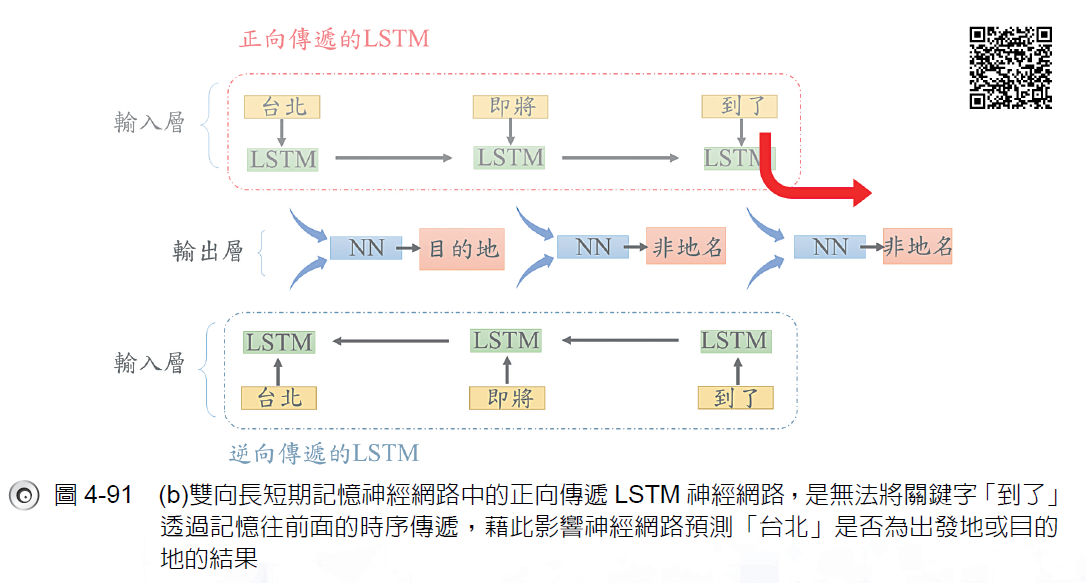 正向傳遞的LSTM
輸入層
台北 即將 到了
LSTM LSTM LSTM
輸出層
NN 目的地 NN 非地名 NN 非地名
輸入層
LSTM LSTM LSTM
台北 即將 到了
逆向傳遞的LSTM
圖 4-91 (b)雙向長短期記憶神經網路中的正向傳遞 LSTM 神經網路，是無法將關鍵字「到了」
透過記憶往前面的時序傳遞，藉此影響神經網路預測「台北」是否為出發地或目的
地的結果